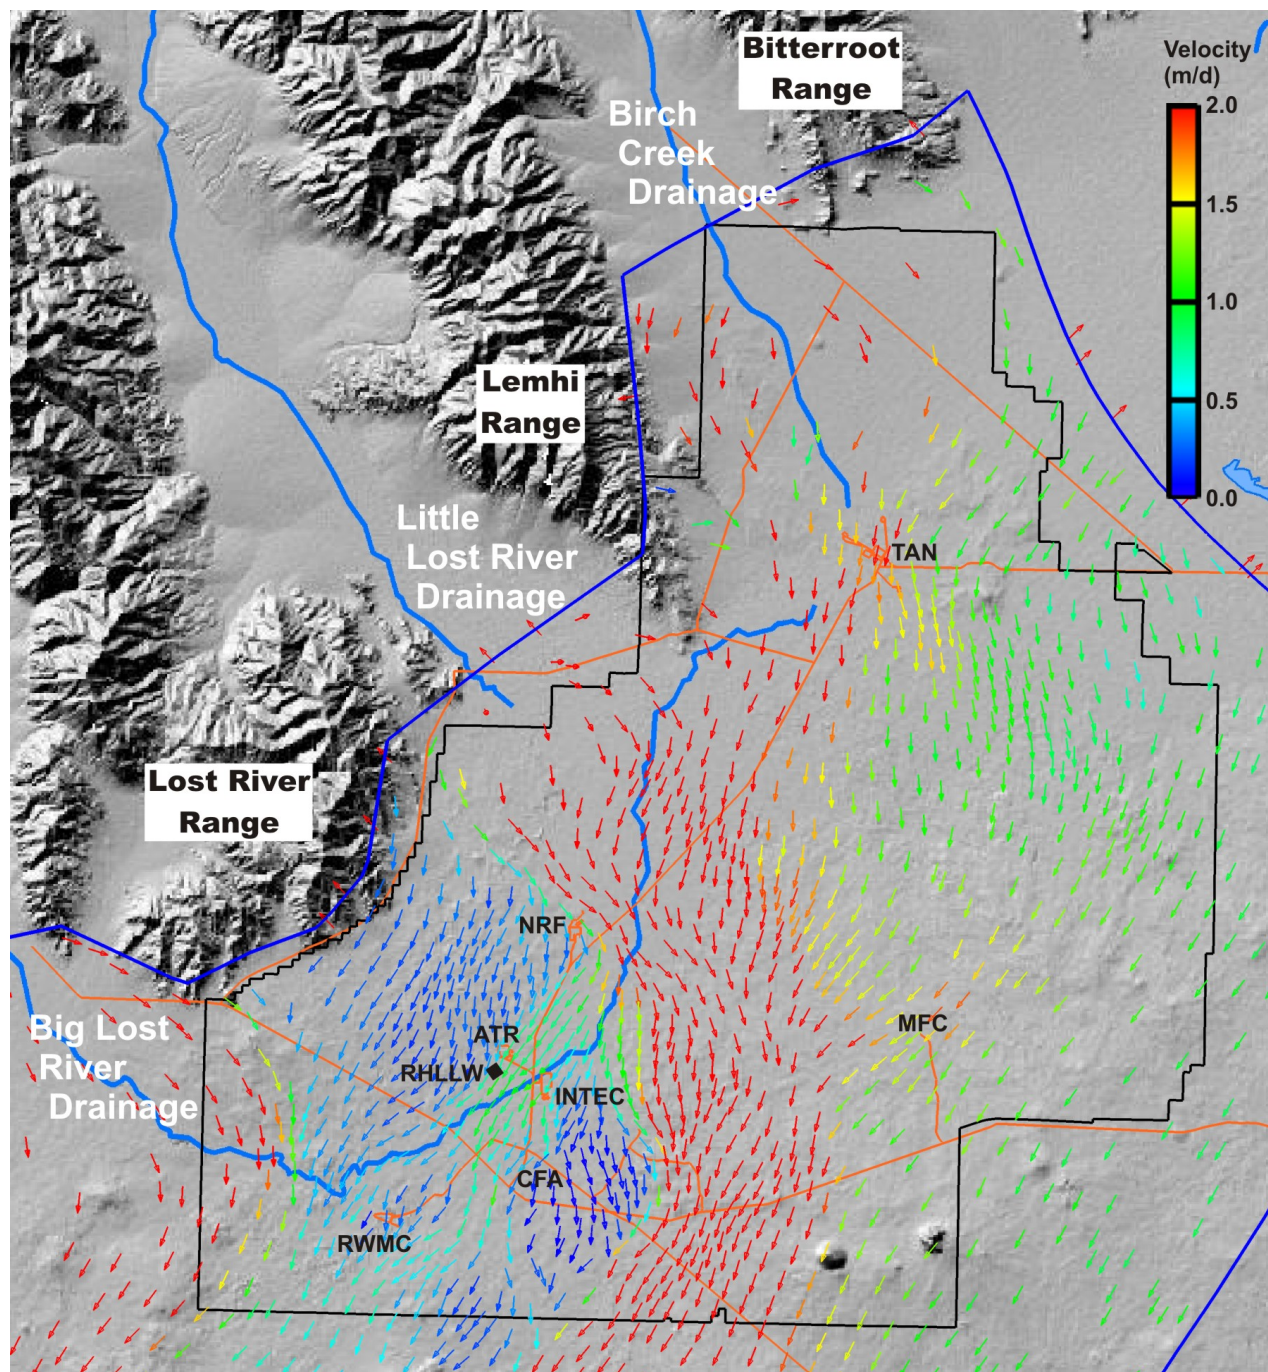 Bitterroot
Range
Velocity
(m/d)
2.0
1.5
1.0
0.5
0.0
Birch
Creek
Drainage
Lemhi
Range
Little
Lost River
Drainage
TAN
Lost River
Range
NRF
MFC
Big Lost
River
Drainage
ATR
RHLLW
INTEC
CFA
RWMC